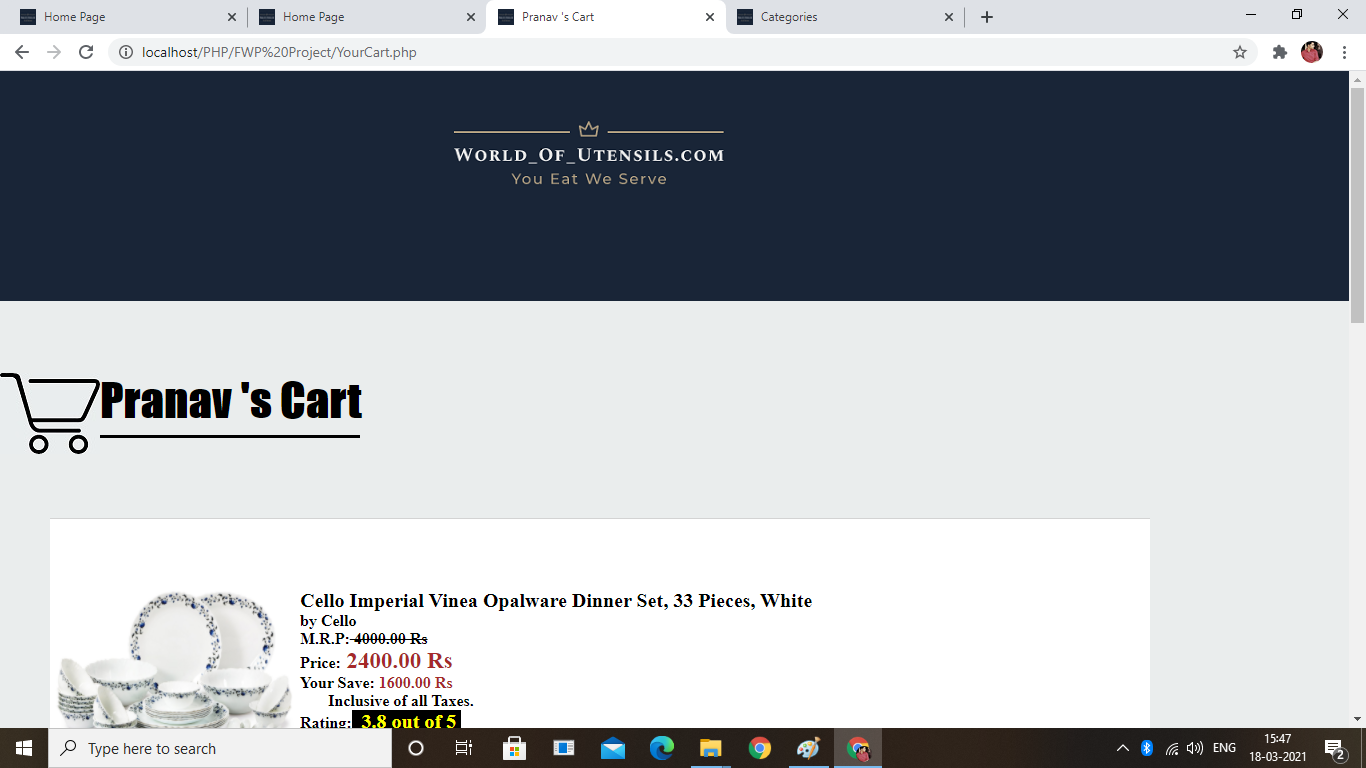 Home Page
Home Page
Pranav 's Cart
Categories
localhost/PHP/FWP%20Project/YourCart.php
World_Of_Utensils.com
You Eat We Serve
Pranav 's Cart
Cello Imperial Vinea Opalware Dinner Set, 33 Pieces, White
by Cello
M.R.P: 4000.00 Rs
Price: 2400.00 Rs
Your Save: 1600.00 Rs
Inclusive of all Taxes.
Rating: 3.8 out of 5
Type here to search
ENG
15:47
18-03-2021
2